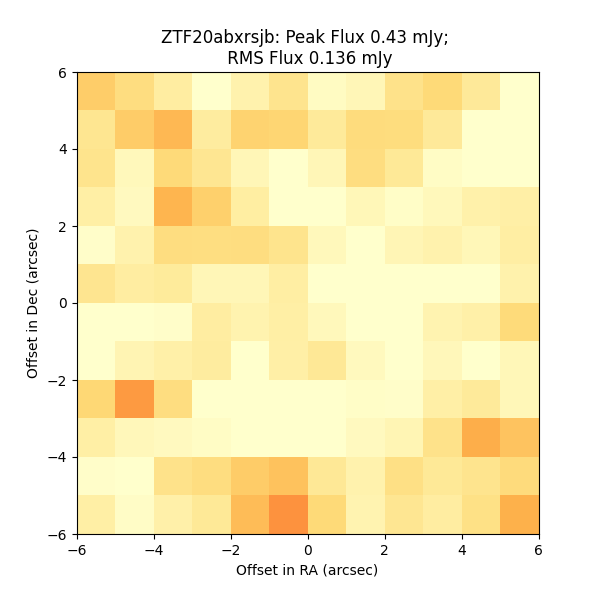 ZTF20abxrsjb: Peak Flux 0.43 mJy;
RMS Flux 0.136 mJy
6
4
2
0
−2
−4
−6
Offset in Dec (arcsec)
−6 −4 −2 0 2 4 6
Offset in RA (arcsec)